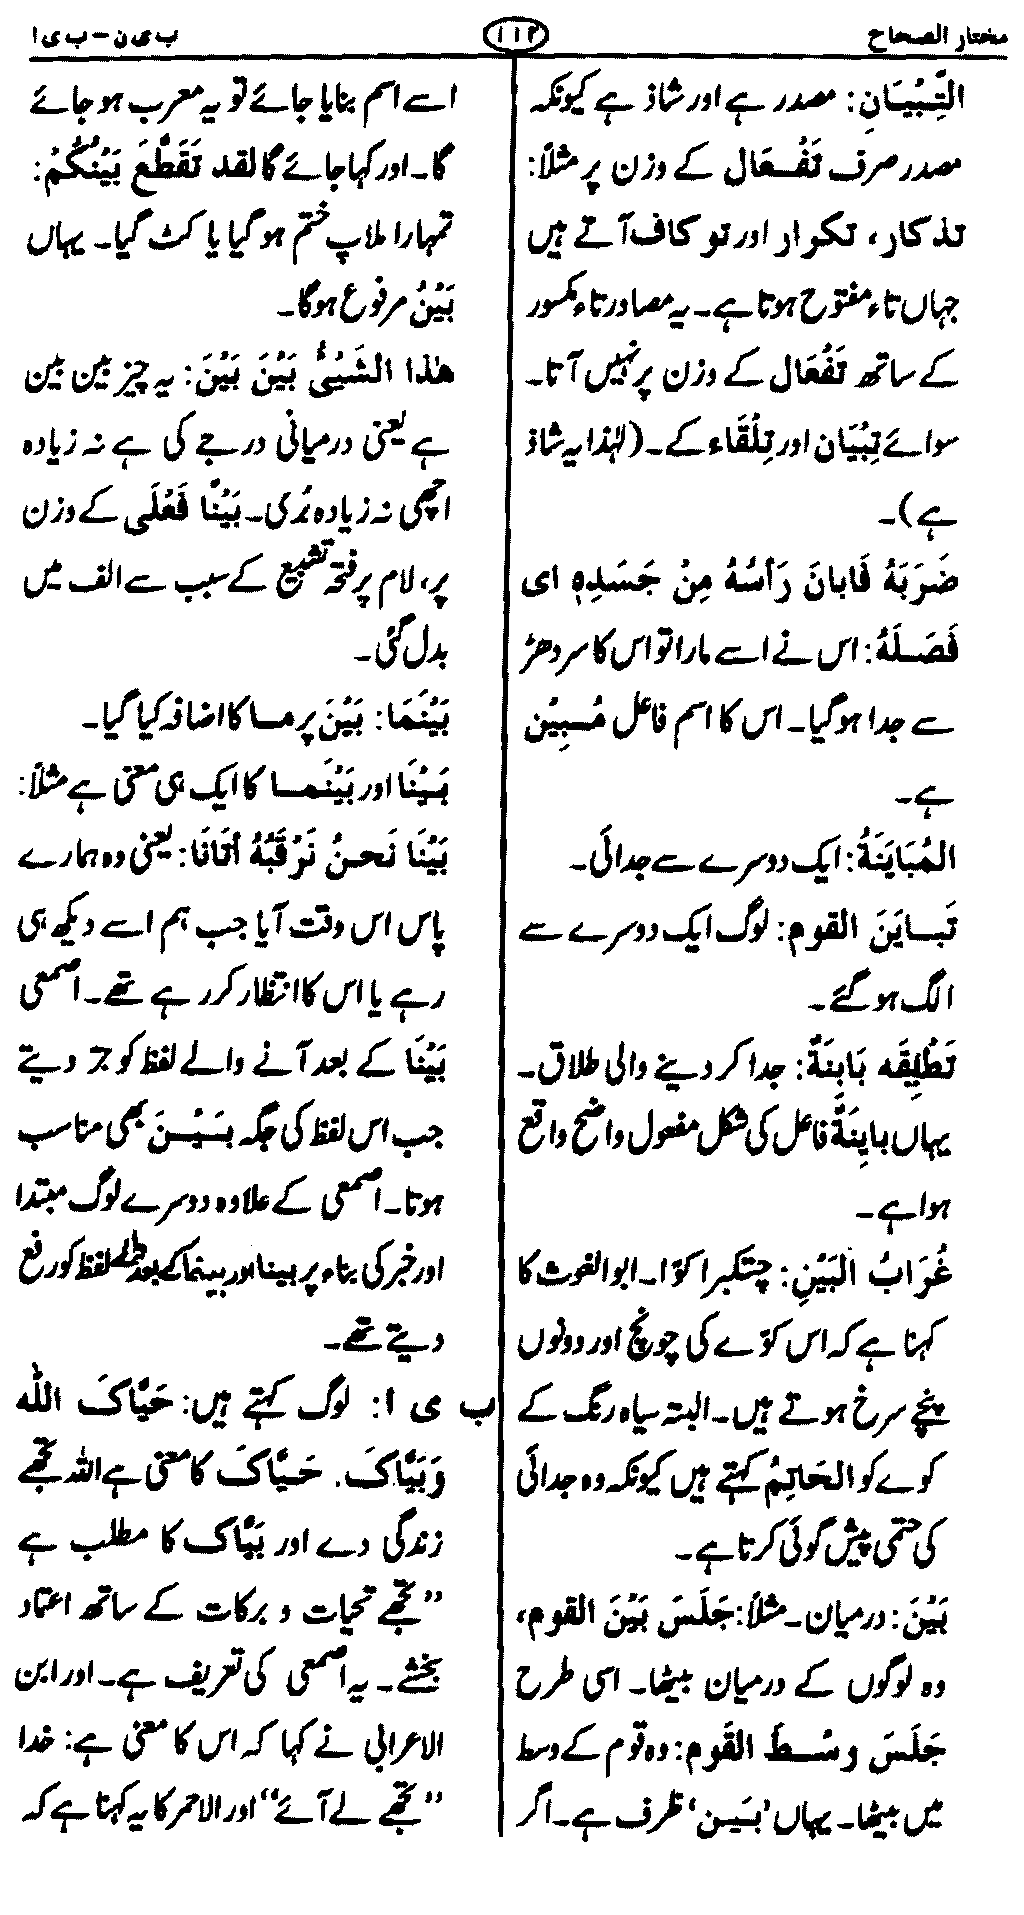 مختار الصحاح
۱۱۲
ب ی ن – ب ی ا
التِّبْيَانِ: مصدر ہے اور شاذ ہے کیونکہ
مصدر صرف تَفْعَال کے وزن پر مثلاً:
تذکار، تکرار اور توکاف آتے ہیں
جہاں تاء مفتوح ہوتا ہے۔ یہ مصادر تاء مکسور
کے ساتھ تَفْعَال کے وزن پر نہیں آتا۔
سوائے تِبْيَان اور تِلْقَاء کے۔ (لہٰذا یہ شاذ
ہے)۔
ضَرَبَهُ فَابانَ رَأسُهُ مِنْ جَسَدِهٖ ای
فَصَلَهُ: اس نے اسے مارا تو اس کا سر دھڑ
سے جدا ہو گیا۔ اس کا اسم فاعل مُبِيْن
ہے۔
المُبَايَنَةُ: ایک دوسرے سے جدائی۔
تَبايَنَ القوم: لوگ ایک دوسرے سے
الگ ہو گئے۔
تَطْلِيقَه بَابِنَةٌ: جدا کر دینے والی طلاق۔
یہاں بابِنَةٌ فاعل کی شکل مفعول واضح واقع
ہوا ہے۔
غُرَابُ البَيْنِ: چتکبرا کوّا۔ ابوالغوث کا
کہنا ہے کہ اس کوّے کی چونچ اور دونوں
پنجے سرخ ہوتے ہیں۔ البتہ سیاہ رنگ کے
کوے کو الحَاتِمُ کہتے ہیں کیونکہ وہ جدائی
کی حتمی پیش گوئی کرتا ہے۔
بَيْنَ: درمیان۔ مثلاً: جَلَسَ بَيْنَ القوم،
وہ لوگوں کے درمیان بیٹھا۔ اسی طرح
جَلَسَ وسْطَ القَوم: وہ قوم کے وسط
میں بیٹھا۔ یہاں ’بَين‘ ظرف ہے۔ اگر
اسے اسم بنایا جائے تو یہ معرب ہو جائے
گا۔ اور کہا جائے گا لقد تَقَطَّعَ بَيْنُكُمْ:
تمہارا ملاپ ختم ہو گیا یا کٹ گیا۔ یہاں
بَيْنُ مرفوع ہوگا۔
هٰذا الشَيْئُ بَيْنَ بَيْنَ: یہ چیز بین بین
ہے یعنی درمیانی درجے کی ہے نہ زیادہ
اچھی نہ زیادہ بُری۔ بَيْنَا فَعْلَى کے وزن
پر، لام پر فتحہ تشبیع کے سبب سے الف میں
بدل گئی۔
بَيْنَمَا: بَيْنَ پر ما کا اضافہ کیا گیا۔
بَيْنَا اور بَيْنَما کا ایک ہی معنی ہے مثلاً:
بَيْنَا نَحنُ نَرْقُبُهُ أتَانَا: یعنی وہ ہمارے
پاس اس وقت آیا جب ہم اسے دیکھ ہی
رہے یا اس کا انتظار کر رہے تھے۔ اصمعی
بَيْنَا کے بعد آنے والے لفظ کو جر دیتے
جب اس لفظ کی جگہ بَيْنَ بھی مناسب
ہوتا۔ اصمعی کے علاوہ دوسرے لوگ مبتدا
اور خبر کی بناء پر بینا اور بینما کے بعد والے لفظ کو رفع
دیتے تھے۔
ب ی ا: لوگ کہتے ہیں: حَيَّاكَ الله
وَبَيَّاكَ. حَيَّاكَ کا معنی ہے اللہ تجھے
زندگی دے اور بَيَّاك کا مطلب ہے
”تجھے تحیات و برکات کے ساتھ اعتماد
بخشے۔ یہ اصمعی کی تعریف ہے۔ اور ابن
الاعرابی نے کہا کہ اس کا معنی ہے: خدا
”تجھے لے آئے“ اور الاحمر کا یہ کہنا ہے کہ